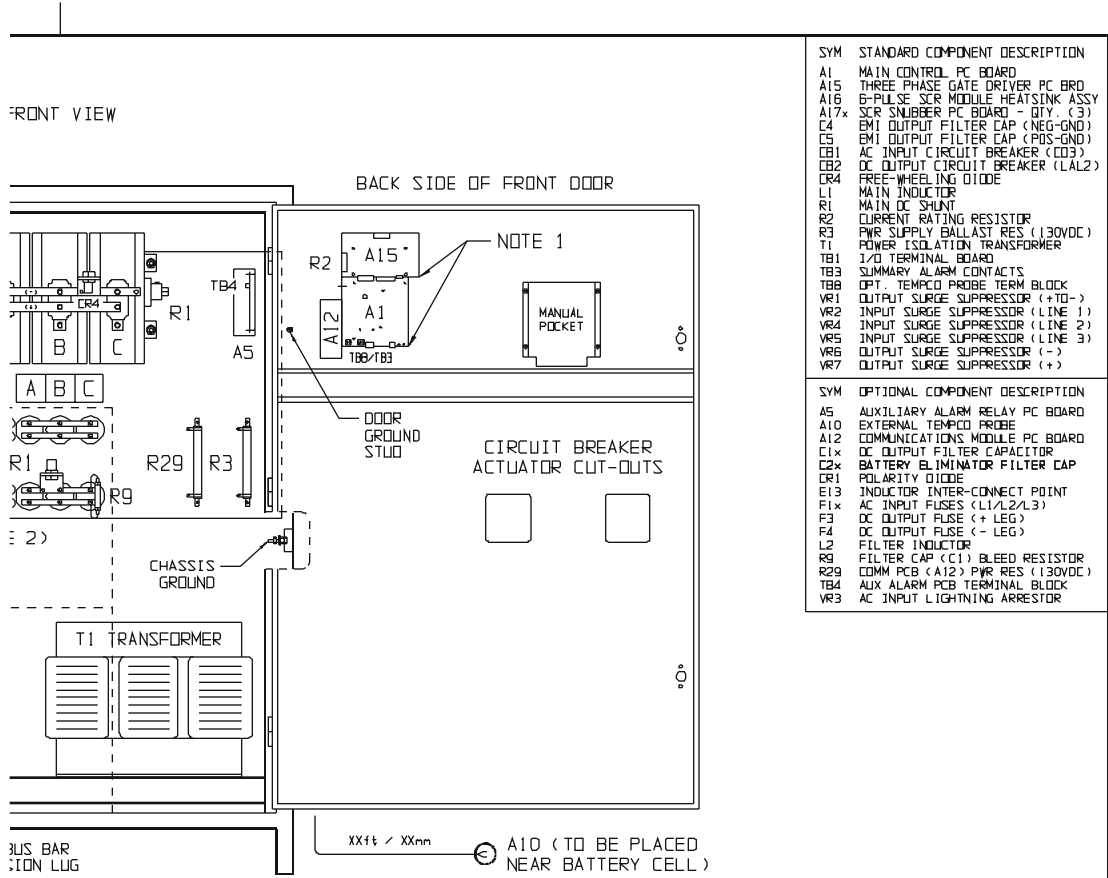 FRONT VIEW
BACK SIDE OF FRONT DOOR
NOTE 1
A15
R2
A1
A12
TB8/TB3
MANUAL
POCKET
TB4
A5
R1
CR4
(-)
(+)
B
C
A B C
DOOR
GROUND
STUD
CIRCUIT BREAKER
ACTUATOR CUT-OUTS
R29
R3
R1
R9
E 2)
CHASSIS
GROUND
T1 TRANSFORMER
XXft / XXmm
A10 (TO BE PLACED
NEAR BATTERY CELL)
BUS BAR
SION LUG
SYM STANDARD COMPONENT DESCRIPTION
A1 MAIN CONTROL PC BOARD
A15 THREE PHASE GATE DRIVER PC BRD
A16 6-PULSE SCR MODULE HEATSINK ASSY
A17x SCR SNUBBER PC BOARD - QTY. (3)
C4 EMI OUTPUT FILTER CAP (NEG-GND)
C5 EMI OUTPUT FILTER CAP (POS-GND)
CB1 AC INPUT CIRCUIT BREAKER (CD3)
CB2 DC OUTPUT CIRCUIT BREAKER (LAL2)
CR4 FREE-WHEELING DIODE
L1 MAIN INDUCTOR
R1 MAIN DC SHUNT
R2 CURRENT RATING RESISTOR
R3 PWR SUPPLY BALLAST RES (130VDC)
T1 POWER ISOLATION TRANSFORMER
TB1 I/O TERMINAL BOARD
TB3 SUMMARY ALARM CONTACTS
TB8 OPT. TEMPCO PROBE TERM BLOCK
VR1 OUTPUT SURGE SUPPRESSOR (+TO-)
VR2 INPUT SURGE SUPPRESSOR (LINE 1)
VR4 INPUT SURGE SUPPRESSOR (LINE 2)
VR5 INPUT SURGE SUPPRESSOR (LINE 3)
VR6 OUTPUT SURGE SUPPRESSOR (-)
VR7 OUTPUT SURGE SUPPRESSOR (+)
SYM OPTIONAL COMPONENT DESCRIPTION
A5 AUXILIARY ALARM RELAY PC BOARD
A10 EXTERNAL TEMPCO PROBE
A12 COMMUNICATIONS MODULE PC BOARD
C1x DC OUTPUT FILTER CAPACITOR
C2x BATTERY ELIMINATOR FILTER CAP
CR1 POLARITY DIODE
E13 INDUCTOR INTER-CONNECT POINT
F1x AC INPUT FUSES (L1/L2/L3)
F3 DC OUTPUT FUSE (+ LEG)
F4 DC OUTPUT FUSE (- LEG)
L2 FILTER INDUCTOR
R9 FILTER CAP (C1) BLEED RESISTOR
R29 COMM PCB (A12) PWR RES (130VDC)
TB4 AUX ALARM PCB TERMINAL BLOCK
VR3 AC INPUT LIGHTNING ARRESTOR